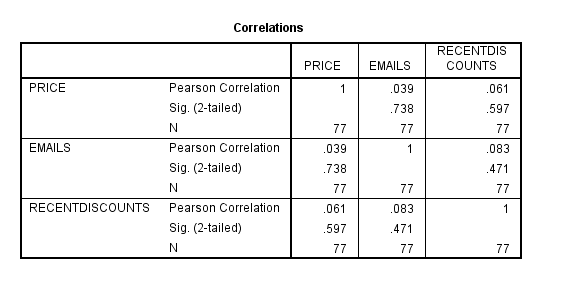 Correlations
PRICE EMAILS RECENTDIS
COUNTS
PRICE Pearson Correlation 1 .039 .061
Sig. (2-tailed) .738 .597
N 77 77 77
EMAILS Pearson Correlation .039 1 .083
Sig. (2-tailed) .738 .471
N 77 77 77
RECENTDISCOUNTS Pearson Correlation .061 .083 1
Sig. (2-tailed) .597 .471
N 77 77 77